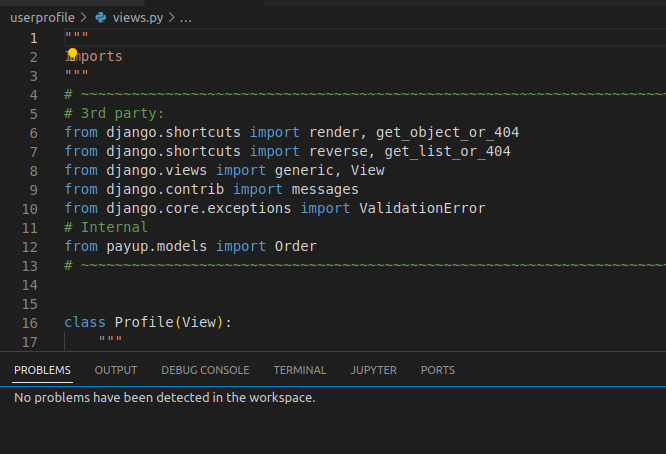 userprofile > views.py > ...
1 """
2 imports
3 """
4 # ~~~~~~~~~~~~~~~~~~~~~~~~~~~~~~~~~~~~~~~~~~~~~~~~~~~~~~~~~~~~~~~~~~~~~
5 # 3rd party:
6 from django.shortcuts import render, get_object_or_404
7 from django.shortcuts import reverse, get_list_or_404
8 from django.views import generic, View
9 from django.contrib import messages
10 from django.core.exceptions import ValidationError
11 # Internal
12 from payup.models import Order
13 # ~~~~~~~~~~~~~~~~~~~~~~~~~~~~~~~~~~~~~~~~~~~~~~~~~~~~~~~~~~~~~~~~~~~~~
14
15
16 class Profile(View):
17     """
PROBLEMS OUTPUT DEBUG CONSOLE TERMINAL JUPYTER PORTS
No problems have been detected in the workspace.